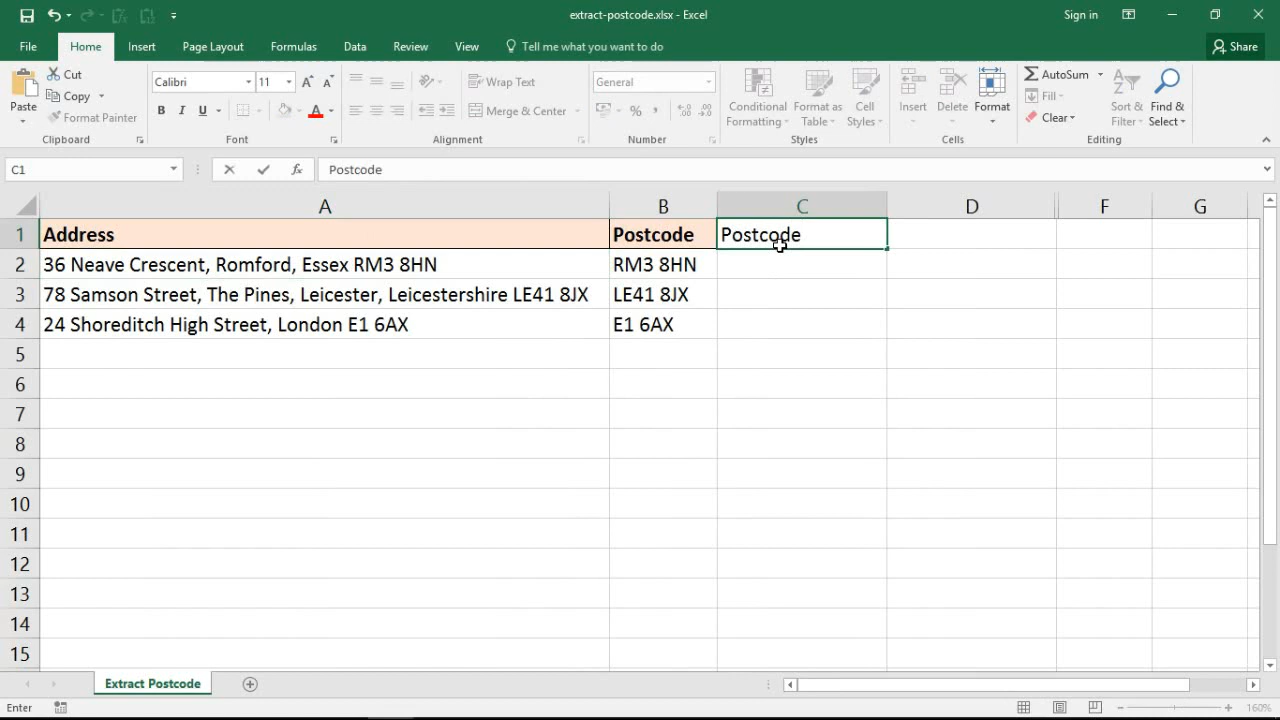 extract-postcode.xlsx - Excel
Sign in
File Home Insert Page Layout Formulas Data Review View Tell me what you want to do Share
Paste
Cut
Copy
Format Painter
Clipboard
Calibri 11
B I U A
Font
Wrap Text
Merge & Center
Alignment
General
% ,
Number
Conditional Formatting
Format as Table
Cell Styles
Styles
Insert Delete Format
Cells
AutoSum
Fill
Clear
Sort & Filter
Find & Select
Editing
C1 fx Postcode
A B C D F G
1 Address Postcode Postcode
2 36 Neave Crescent, Romford, Essex RM3 8HN RM3 8HN
3 78 Samson Street, The Pines, Leicester, Leicestershire LE41 8JX LE41 8JX
4 24 Shoreditch High Street, London E1 6AX E1 6AX
5
6
7
8
9
10
11
12
13
14
15
Extract Postcode
Enter 160%